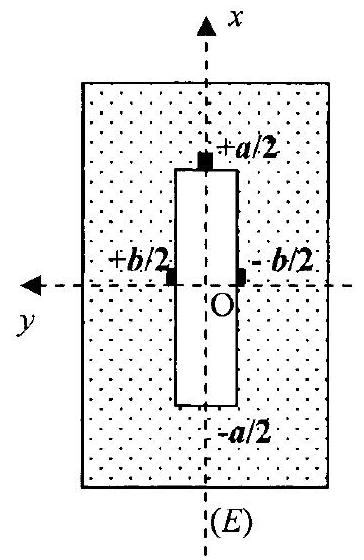 x
+a/2
+b/2
- b/2
y
O
-a/2
(E)